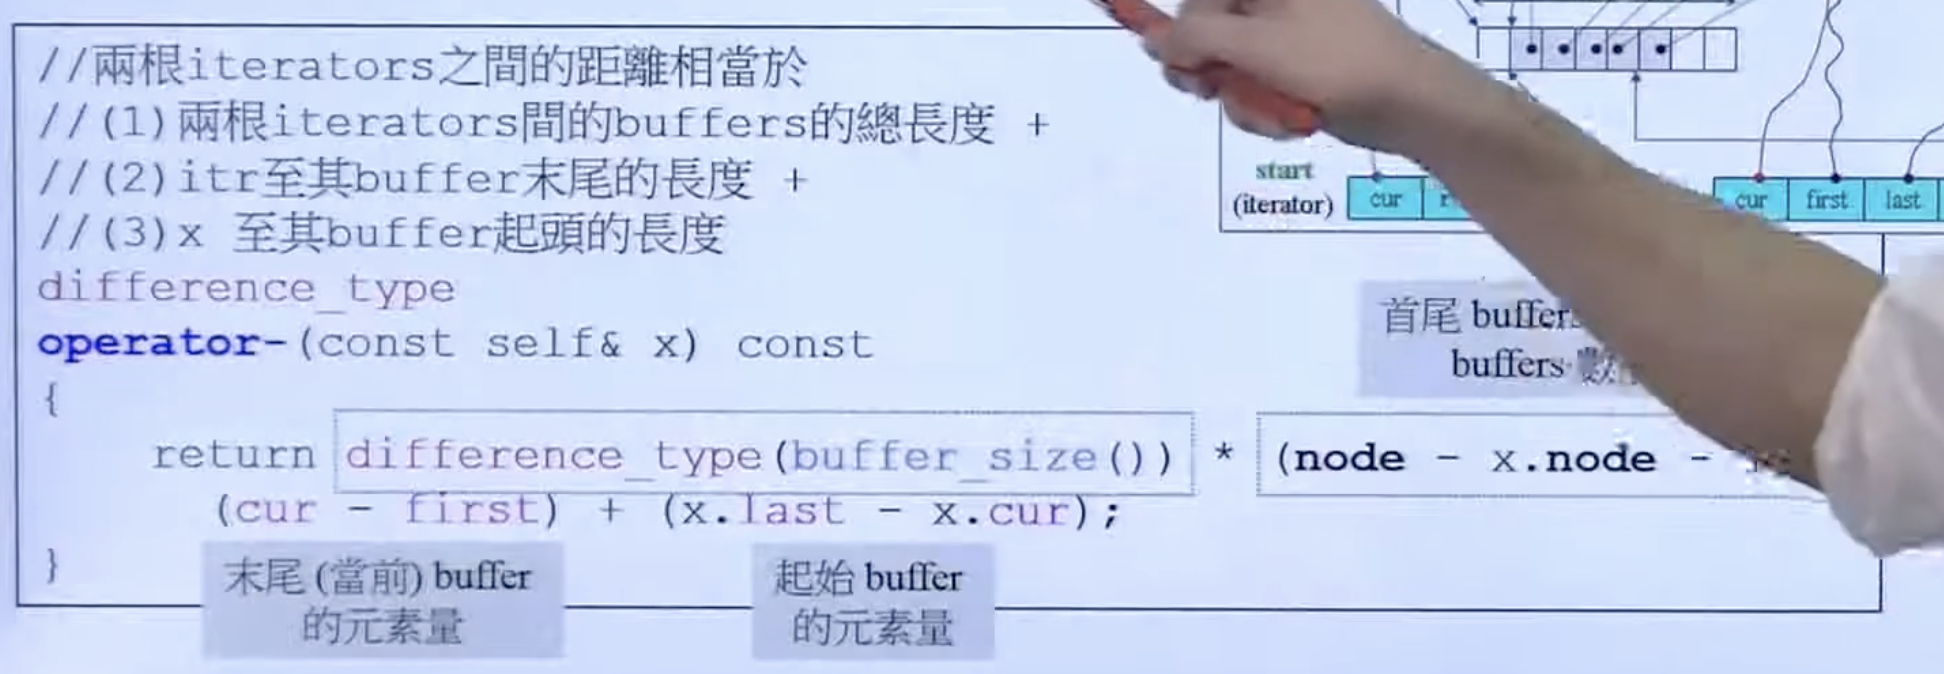 //兩根iterators之間的距離相當於
//(1)兩根iterators間的buffers的總長度 +
//(2)itr至其buffer末尾的長度 +
//(3)x 至其buffer起頭的長度
difference_type
operator-(const self& x) const
{
return difference_type(buffer_size()) * (node - x.node -
(cur - first) + (x.last - x.cur);
}
末尾(當前) buffer
的元素量
起始 buffer
的元素量
首尾 buffer
buffers
start
(iterator)
cur
cur first last